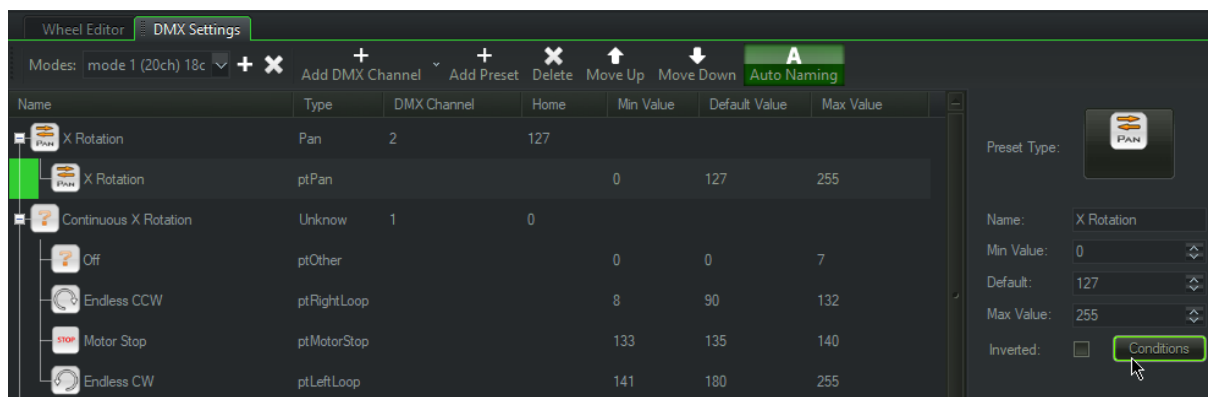 Wheel Editor DMX Settings
Modes: mode 1 (20ch) 18c Add DMX Channel Add Preset Delete Move Up Move Down A Auto Naming
Name Type DMX Channel Home Min Value Default Value Max Value
PAN X Rotation Pan 2 127
PAN X Rotation ptPan 0 127 255
? Continuous X Rotation Unknow 1 0
? Off ptOther 0 0 7
Endless CCW ptRightLoop 8 90 132
STOP Motor Stop ptMotorStop 133 135 140
Endless CW ptLeftLoop 141 180 255
Preset Type: PAN
Name: X Rotation
Min Value: 0
Default: 127
Max Value: 255
Inverted: Conditions